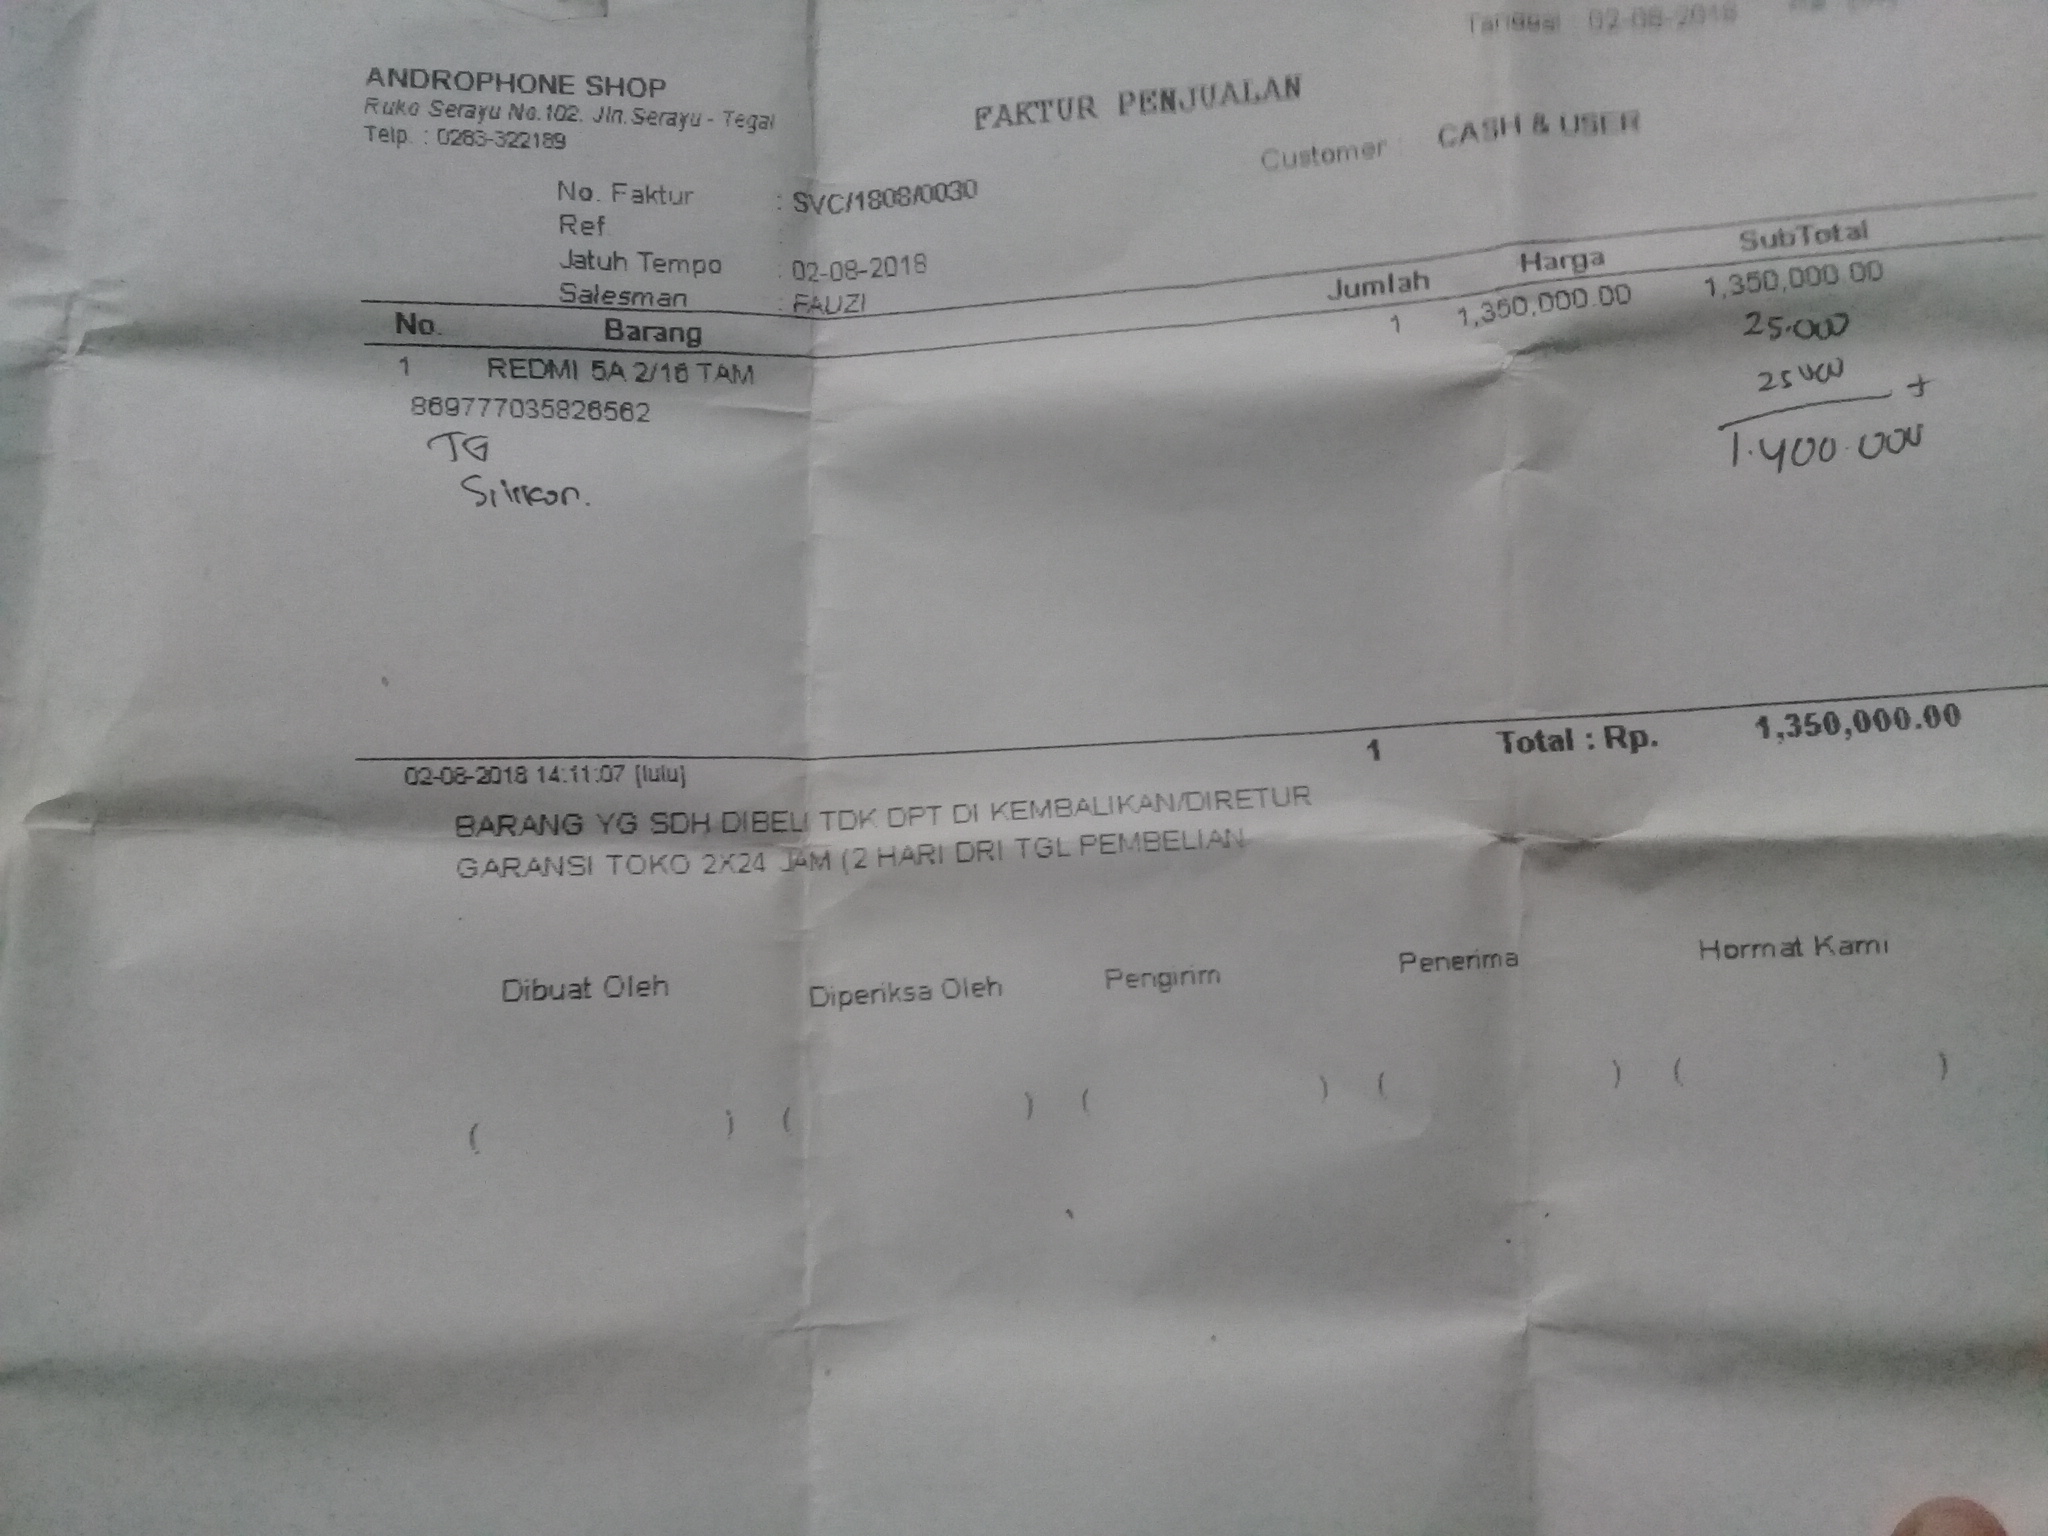 Tanggal : 02-08-2018
ANDROPHONE SHOP
Ruko Serayu No.102. Jln.Serayu - Tegal
Telp. : 0283-322189
FAKTUR PENJUALAN
Customer : CASH & USER
No. Faktur : SVC/1808/0030
Ref
Jatuh Tempo : 02-08-2018
Salesman : FAUZI
No. Barang Jumlah Harga SubTotal
1 REDMI 5A 2/16 TAM 1 1,350,000.00 1,350,000.00
869777035826562
TG 25.000
Silikon. 25000 +
1.400.000
1 Total : Rp. 1,350,000.00
02-08-2018 14:11:07 [lulu]
BARANG YG SDH DIBELI TDK DPT DI KEMBALIKAN/DIRETUR
GARANSI TOKO 2X24 JAM (2 HARI DRI TGL PEMBELIAN
Dibuat Oleh Diperiksa Oleh Pengirim Penerima Hormat Kami
( ) ( ) ( ) ( ) ( )